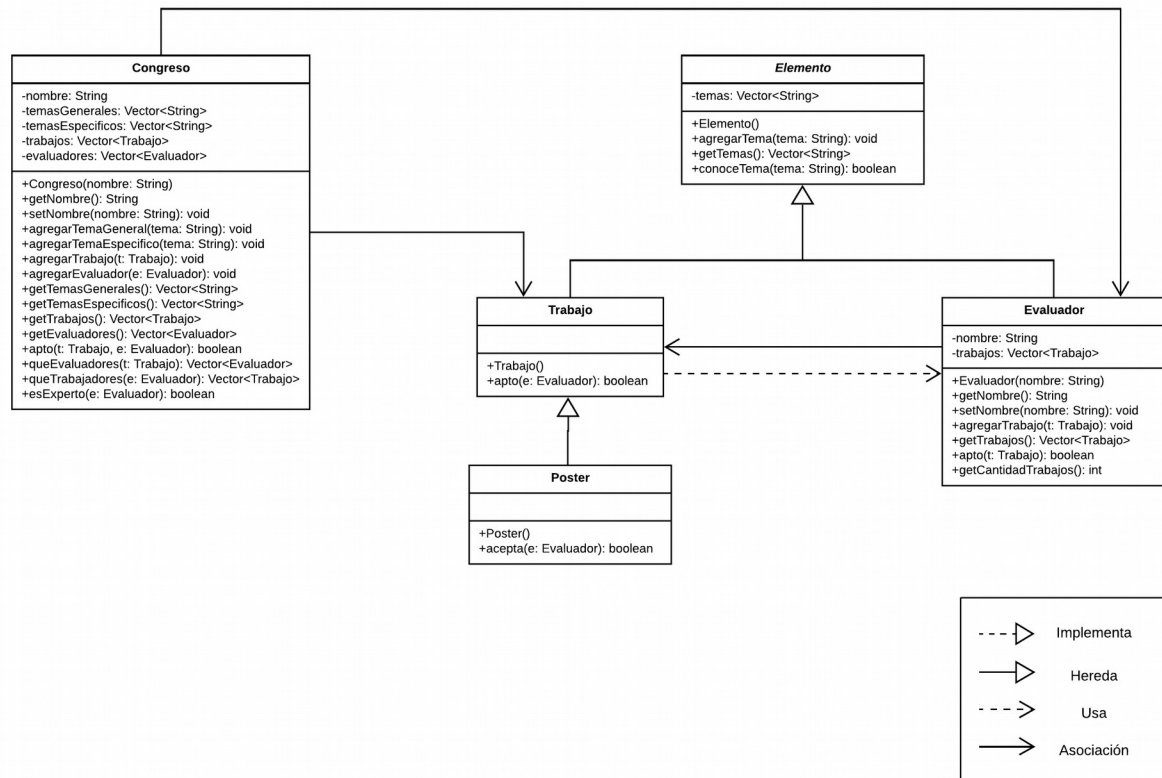 Congreso
-nombre: String
-temasGenerales: Vector<String>
-temasEspecificos: Vector<String>
-trabajos: Vector<Trabajo>
-evaluadores: Vector<Evaluador>
+Congreso(nombre: String)
+getNombre(): String
+setNombre(nombre: String): void
+agregarTemaGeneral(tema: String): void
+agregarTemaEspecifico(tema: String): void
+agregarTrabajo(t: Trabajo): void
+agregarEvaluador(e: Evaluador): void
+getTemasGenerales(): Vector<String>
+getTemasEspecificos(): Vector<String>
+getTrabajos(): Vector<Trabajo>
+getEvaluadores(): Vector<Evaluador>
+apto(t: Trabajo, e: Evaluador): boolean
+queEvaluadores(t: Trabajo): Vector<Evaluador>
+queTrabajadores(e: Evaluador): Vector<Trabajo>
+esExperto(e: Evaluador): boolean
Elemento
-temas: Vector<String>
+Elemento()
+agregarTema(tema: String): void
+getTemas(): Vector<String>
+conoceTema(tema: String): boolean
Trabajo
+Trabajo()
+apto(e: Evaluador): boolean
Evaluador
-nombre: String
-trabajos: Vector<Trabajo>
+Evaluador(nombre: String)
+getNombre(): String
+setNombre(nombre: String): void
+agregarTrabajo(t: Trabajo): void
+getTrabajos(): Vector<Trabajo>
+apto(t: Trabajo): boolean
+getCantidadTrabajos(): int
Poster
+Poster()
+acepta(e: Evaluador): boolean
Implementa
Hereda
Usa
Asociación